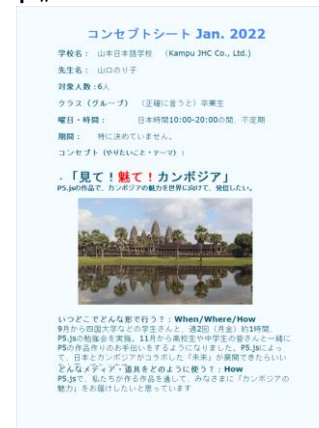 コンセプトシート Jan. 2022
学校名： 山本日本語学校 （Kampu JHC Co., Ltd.)
先生名： 山口のり子
対象人数：6人
クラス（グループ） （正確に言うと）卒業生
曜日・時間： 日本時間10:00-20:00の間、不定期
期間： 特に決めていません。
コンセプト（やりたいこと・テーマ）：
・「見て！魅て！カンボジア」
P5.jsの作品で、カンボジアの魅力を世界に向けて、発信したい。
いつどこでどんな形で行う？：When/Where/How
9月から四国大学などの学生さんと、週2回（月金）約1時間、
P5.jsの勉強会を実施。11月から高校生や中学生の皆さんと一緒に
P5の作品作りのお手伝いをするようになりました。P5.jsによっ
て、日本とカンボジアがコラボした「未来」が展開できたらいい
どんなメディア・道具をどのように使う？：How
P5.jsで、私たちが作る作品を通して、みなさまに「カンボジアの
魅力」をお届けしたいと思っています